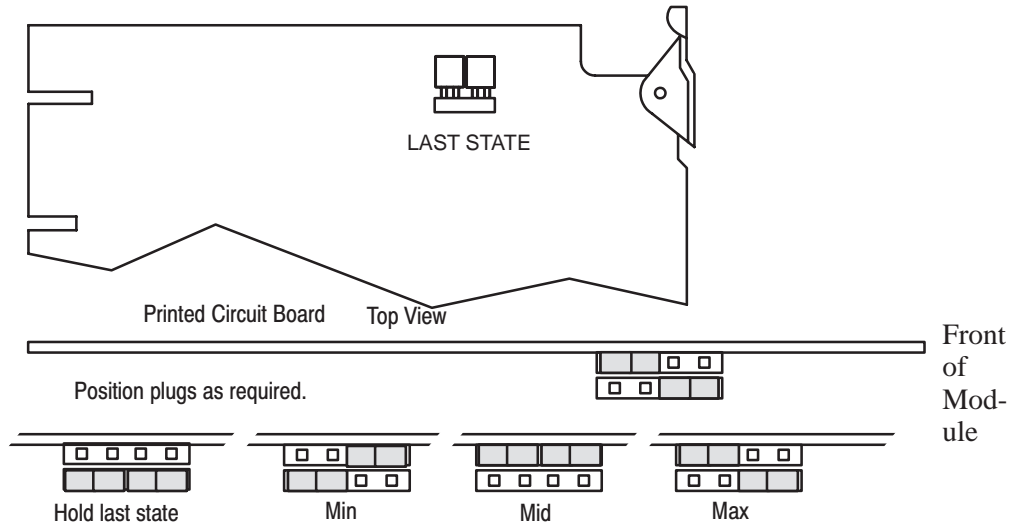 LAST STATE
Printed Circuit Board Top View
Front
of
Mod-
ule
Position plugs as required.
Hold last state Min Mid Max